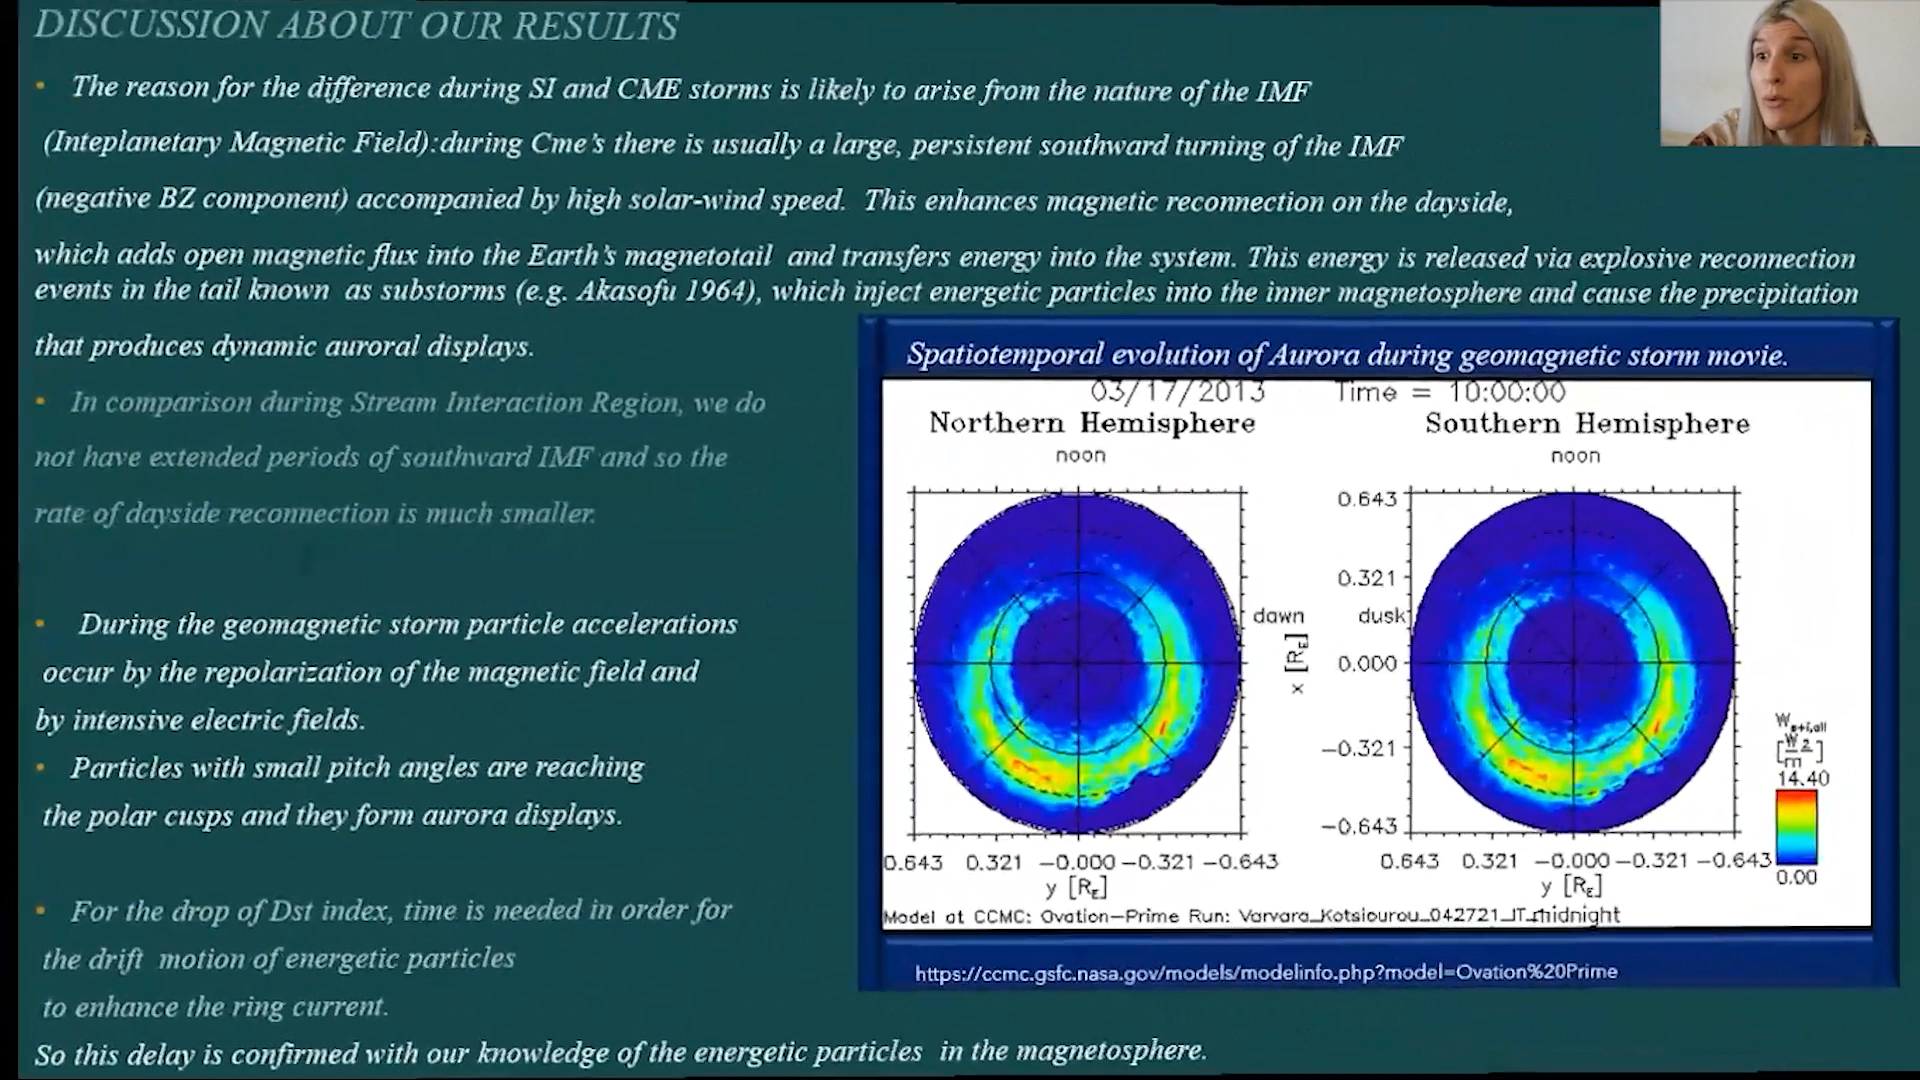 DISCUSSION ABOUT OUR RESULTS
• The reason for the difference during SI and CME storms is likely to arise from the nature of the IMF
(Inteplanetary Magnetic Field):during Cme's there is usually a large, persistent southward turning of the IMF
(negative BZ component) accompanied by high solar-wind speed. This enhances magnetic reconnection on the dayside,
which adds open magnetic flux into the Earth's magnetotail and transfers energy into the system. This energy is released via explosive reconnection
events in the tail known as substorms (e.g. Akasofu 1964), which inject energetic particles into the inner magnetosphere and cause the precipitation
that produces dynamic auroral displays.
• In comparison during Stream Interaction Region, we do
not have extended periods of southward IMF and so the
rate of dayside reconnection is much smaller.
• During the geomagnetic storm particle accelerations
occur by the repolarization of the magnetic field and
by intensive electric fields.
• Particles with small pitch angles are reaching
the polar cusps and they form aurora displays.
• For the drop of Dst index, time is needed in order for
the drift motion of energetic particles
to enhance the ring current.
So this delay is confirmed with our knowledge of the energetic particles in the magnetosphere.
Spatiotemporal evolution of Aurora during geomagnetic storm movie.
03/17/2013 Time = 10:00:00
Northern Hemisphere Southern Hemisphere
noon noon
0.643
0.321
dawn dusk
x [RE]
0.000
−0.321
−0.643
0.643 0.321 −0.000 −0.321 −0.643
0.643 0.321 −0.000 −0.321 −0.643
y [RE] y [RE]
W e+i,all
[W/m2]
14.40
0.00
Model at CCMC: Ovation−Prime Run: Varvara_Kotsiourou_042721_IT_midnight
https://ccmc.gsfc.nasa.gov/models/modelinfo.php?model=Ovation%20Prime